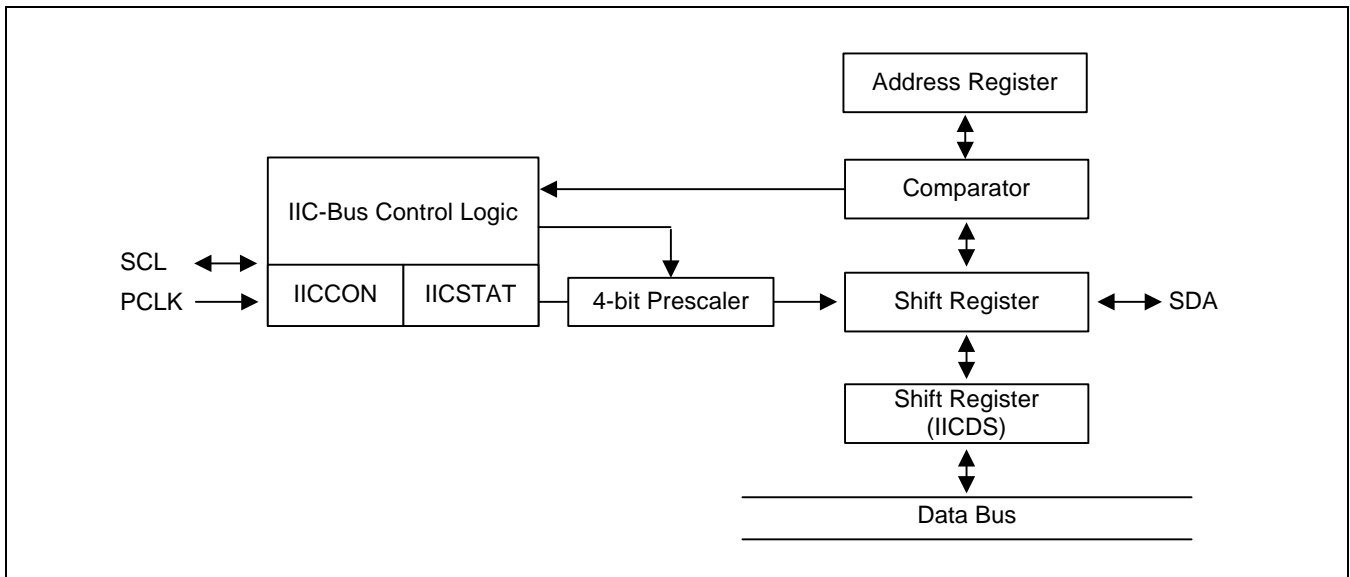 Address Register
Comparator
IIC-Bus Control Logic
SCL
PCLK
IICCON
IICSTAT
4-bit Prescaler
Shift Register
SDA
Shift Register
(IICDS)
Data Bus